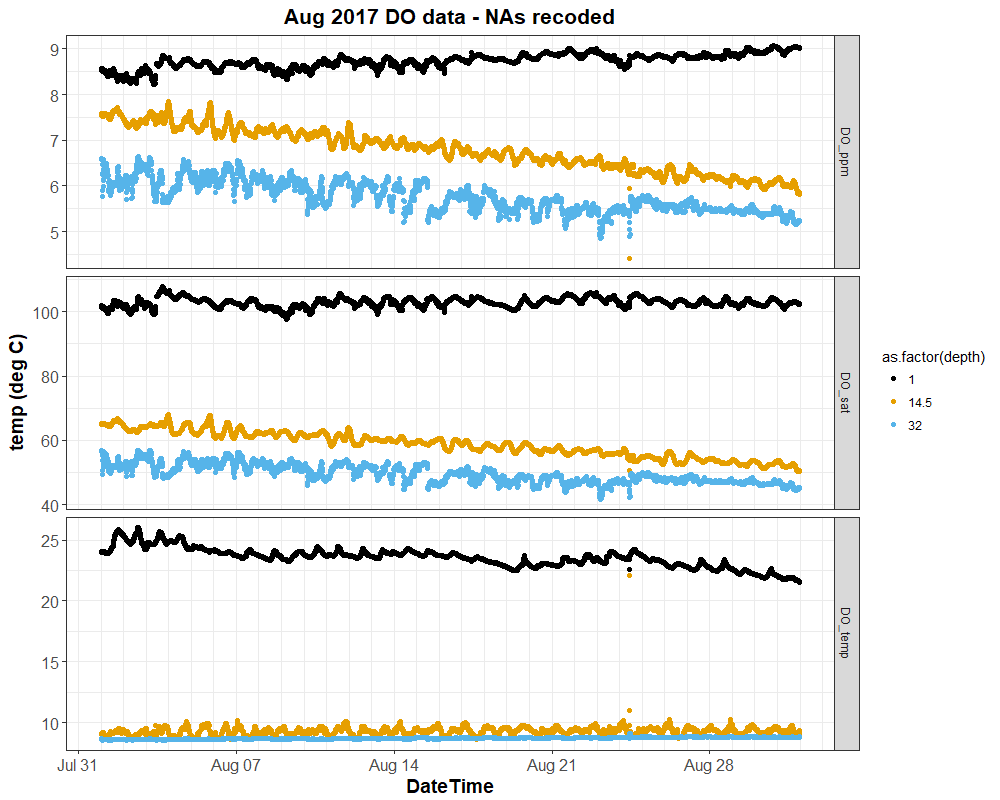 Aug 2017 DO data - NAs recoded
9
8
7
6
5
DO_ppm
100
80
60
40
DO_sat
25
20
15
10
DO_temp
temp (deg C)
Jul 31 Aug 07 Aug 14 Aug 21 Aug 28
DateTime
as.factor(depth)
1
14.5
32